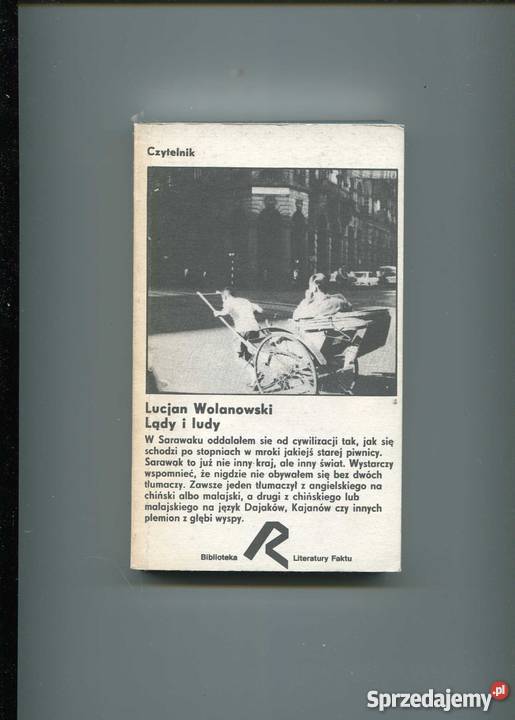 Czytelnik
Lucjan Wolanowski
Lądy i ludy
W Sarawaku oddalałem się od cywilizacji tak, jak się
schodzi po stopniach w mroki jakiejś starej piwnicy.
Sarawak to już nie inny kraj, ale inny świat. Wystarczy
wspomnieć, że nigdzie nie obywałem się bez dwóch
tłumaczy. Zawsze jeden tłumaczył z angielskiego na
chiński albo malajski, a drugi z chińskiego lub
malajskiego na język Dajaków, Kajanów czy innych
plemion z głębi wyspy.
Biblioteka R Literatury Faktu
Sprzedajemy.pl